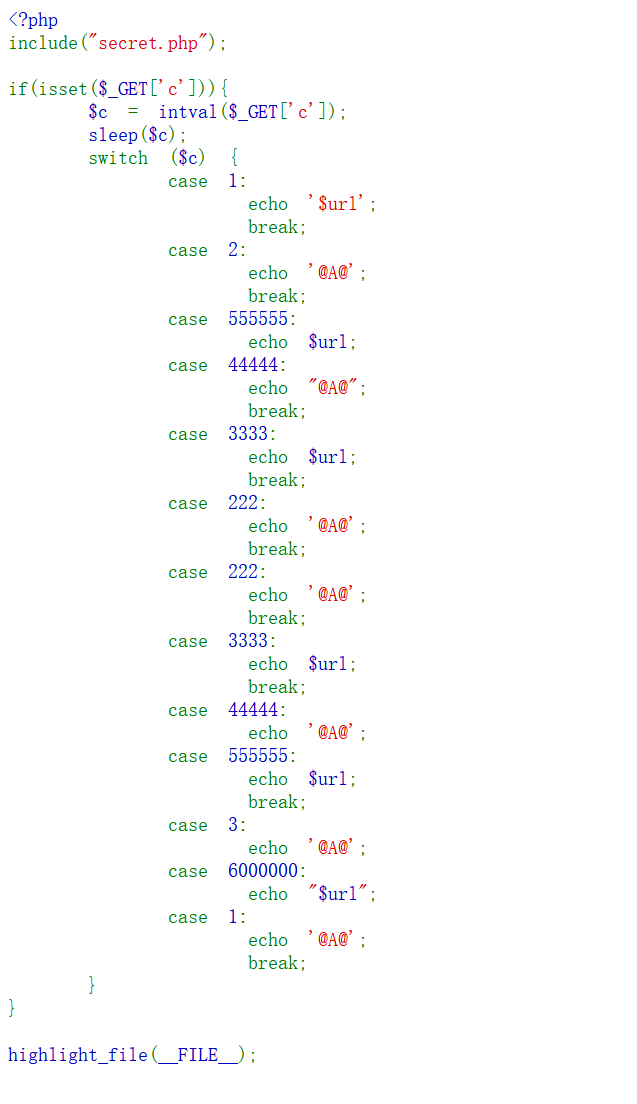 <?php
include("secret.php");
if(isset($_GET['c'])){
$c = intval($_GET['c']);
sleep($c);
switch ($c) {
case 1:
echo '$url';
break;
case 2:
echo '@A@';
break;
case 555555:
echo $url;
case 44444:
echo "@A@";
break;
case 3333:
echo $url;
break;
case 222:
echo '@A@';
break;
case 222:
echo '@A@';
break;
case 3333:
echo $url;
break;
case 44444:
echo '@A@';
case 555555:
echo $url;
break;
case 3:
echo '@A@';
case 6000000:
echo "$url";
case 1:
echo '@A@';
break;
}
}
highlight_file(__FILE__);